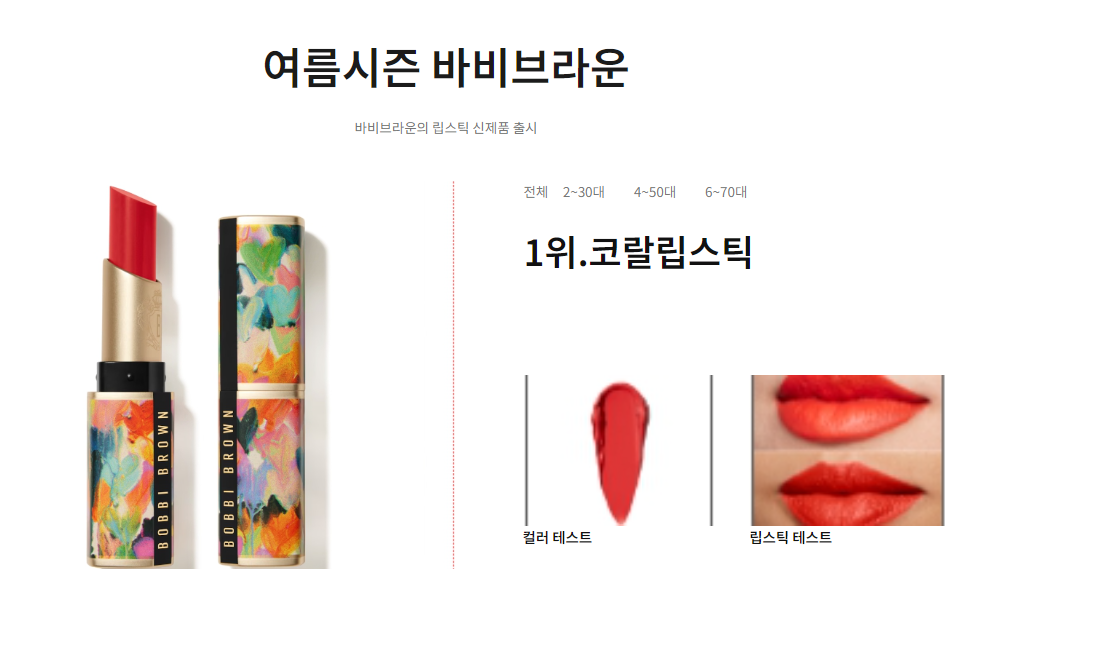 여름시즌 바비브라운
바비브라운의 립스틱 신제품 출시
전체 2~30대 4~50대 6~70대
1위.코랄립스틱
BOBBI BROWN
BOBBI BROWN
컬러 테스트
립스틱 테스트